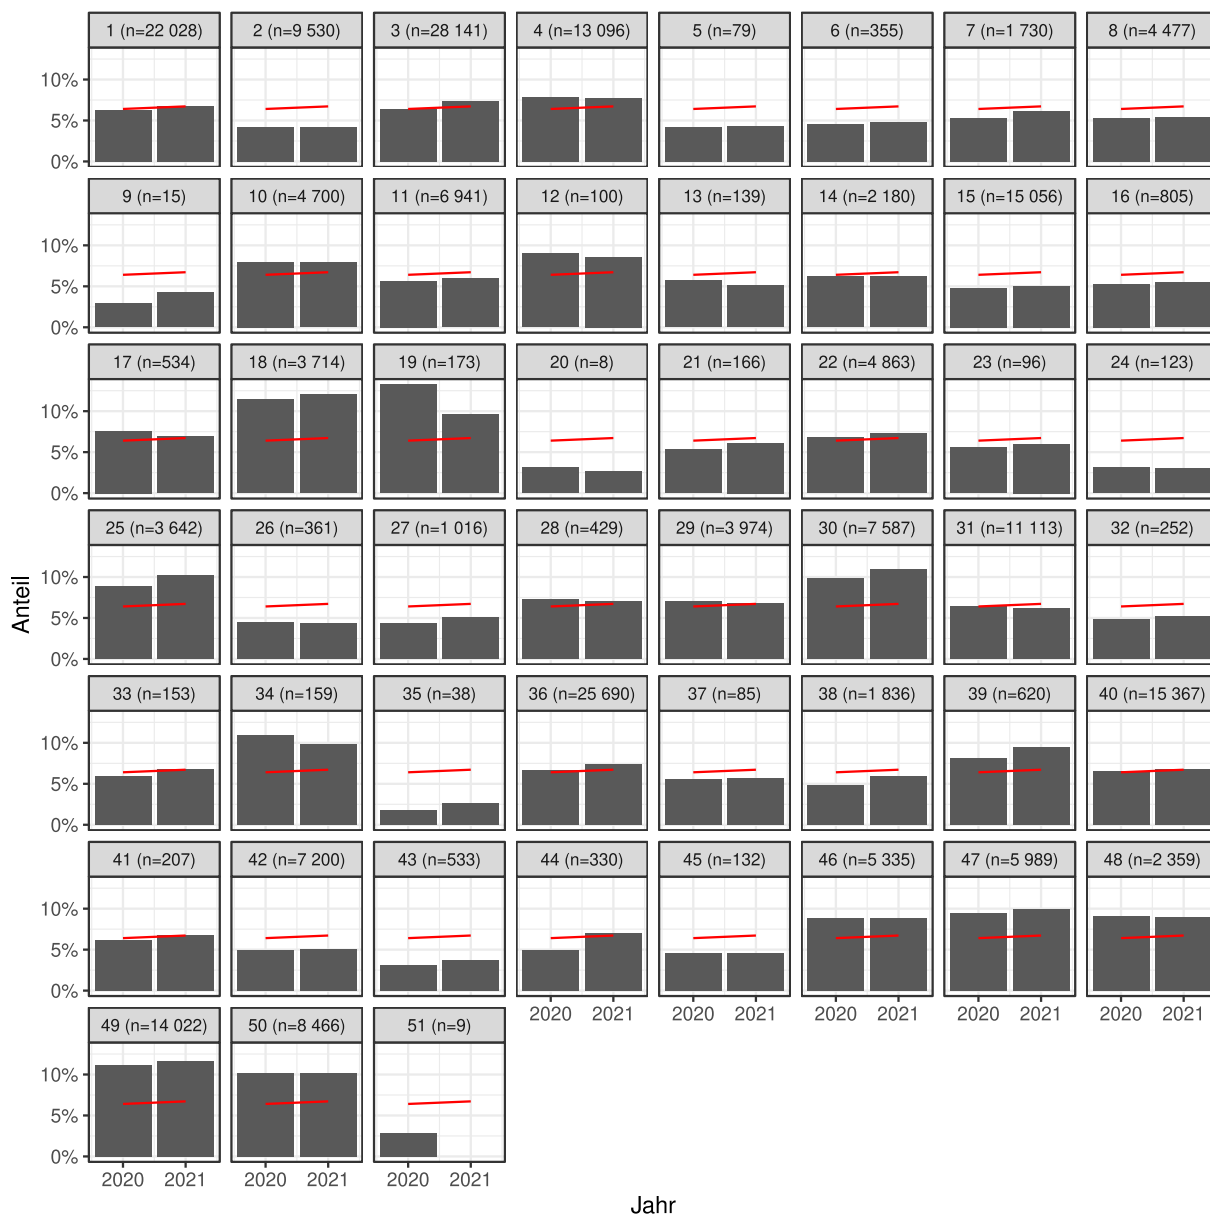 1 (n=22 028) 2 (n=9 530) 3 (n=28 141) 4 (n=13 096) 5 (n=79) 6 (n=355) 7 (n=1 730) 8 (n=4 477)
10%
5%
0%
9 (n=15) 10 (n=4 700) 11 (n=6 941) 12 (n=100) 13 (n=139) 14 (n=2 180) 15 (n=15 056) 16 (n=805)
10%
5%
0%
17 (n=534) 18 (n=3 714) 19 (n=173) 20 (n=8) 21 (n=166) 22 (n=4 863) 23 (n=96) 24 (n=123)
10%
5%
0%
25 (n=3 642) 26 (n=361) 27 (n=1 016) 28 (n=429) 29 (n=3 974) 30 (n=7 587) 31 (n=11 113) 32 (n=252)
10%
5%
0%
Anteil
33 (n=153) 34 (n=159) 35 (n=38) 36 (n=25 690) 37 (n=85) 38 (n=1 836) 39 (n=620) 40 (n=15 367)
10%
5%
0%
41 (n=207) 42 (n=7 200) 43 (n=533) 44 (n=330) 45 (n=132) 46 (n=5 335) 47 (n=5 989) 48 (n=2 359)
10%
5%
0%
2020 2021 2020 2021 2020 2021 2020 2021 2020 2021
49 (n=14 022) 50 (n=8 466) 51 (n=9)
10%
5%
0%
2020 2021 2020 2021 2020 2021
Jahr